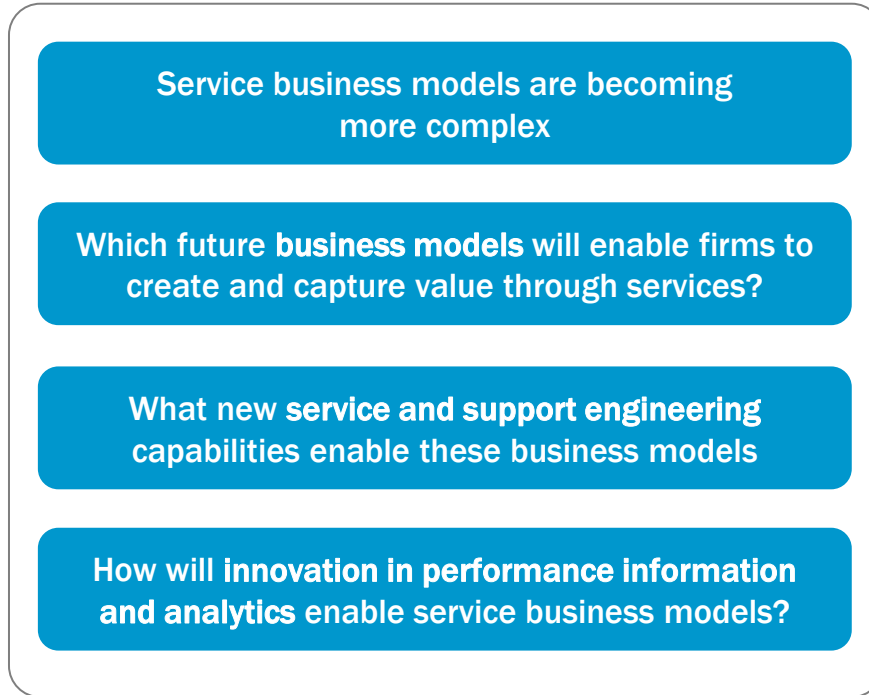 Service business models are becoming
more complex
Which future business models will enable firms to
create and capture value through services?
What new service and support engineering
capabilities enable these business models
How will innovation in performance information
and analytics enable service business models?